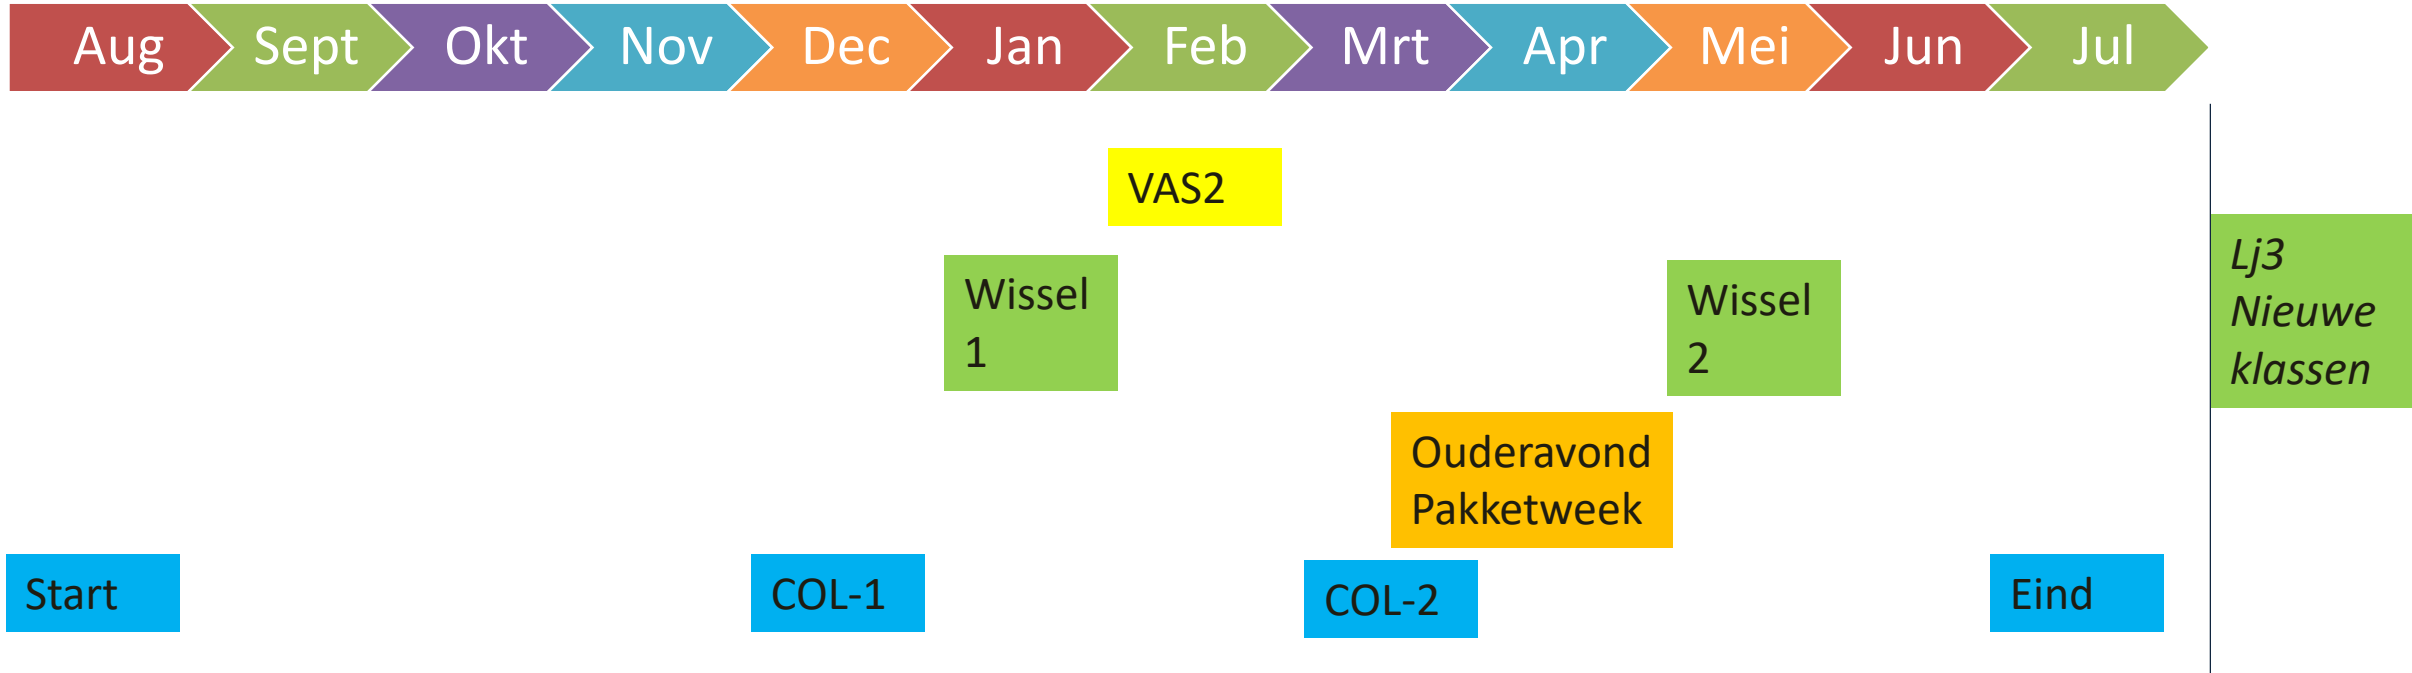 Aug Sept Okt Nov Dec Jan Feb Mrt Apr Mei Jun Jul
VAS2
Wissel
1
Wissel
2
Lj3
Nieuwe
klassen
Ouderavond
Pakketweek
Start
COL-1
COL-2
Eind